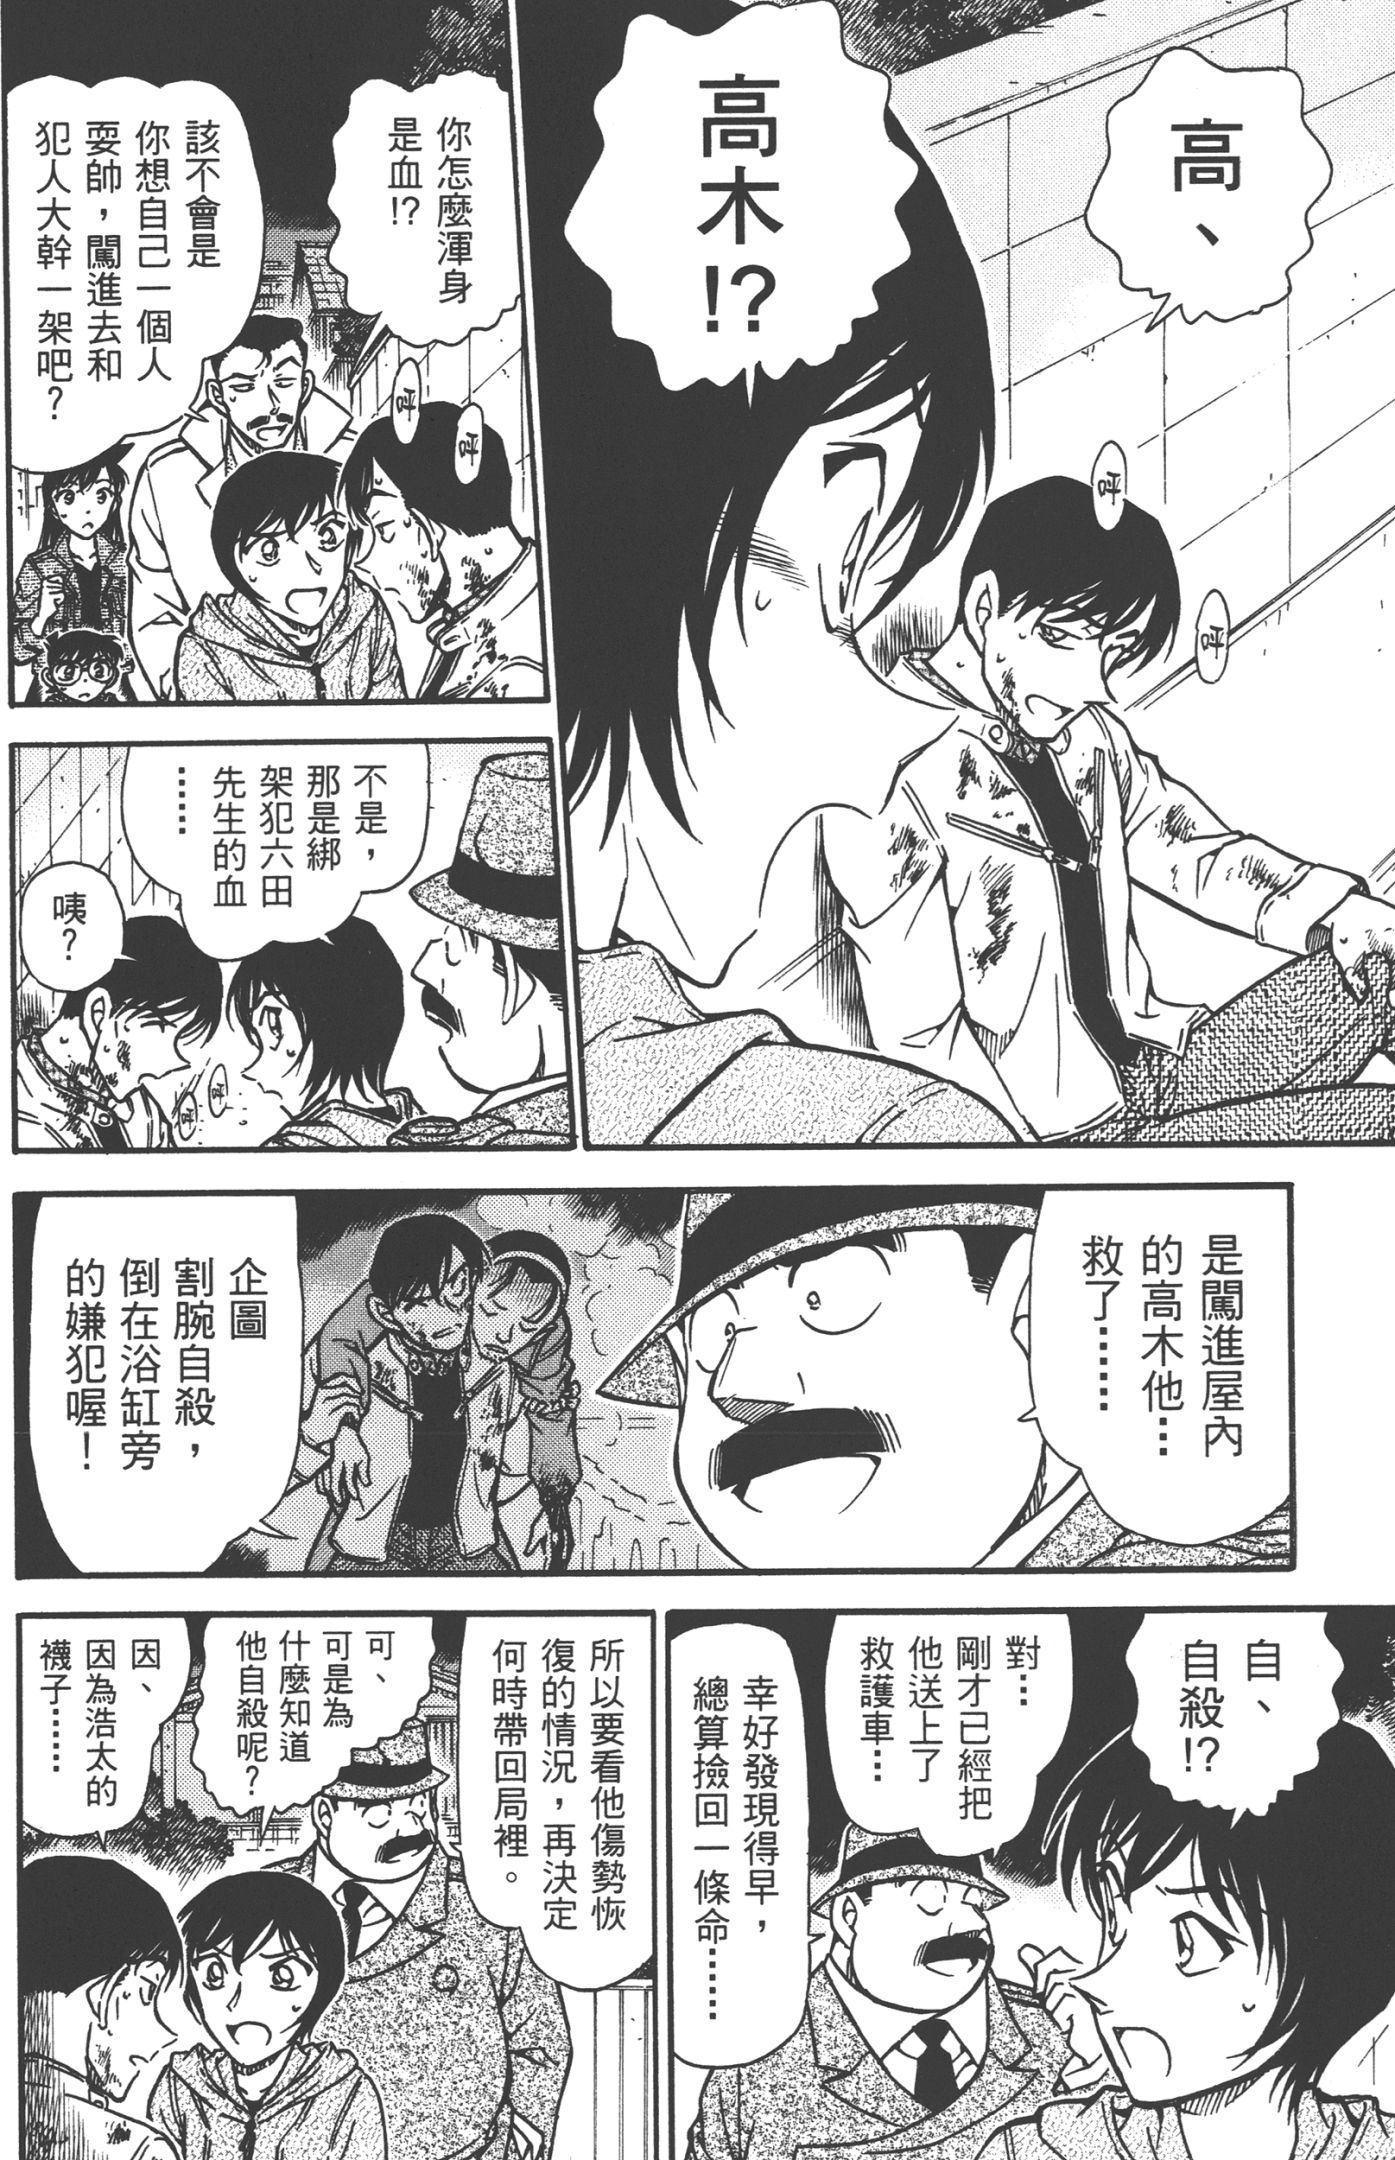 高、
高木!?
呼
呼
你怎麼渾身
是血!?
該不會是
你想自己一個人
耍帥，闖進去和
犯人大幹一架吧？
呼
呼
不是，
那是綁
架犯六田
先生的血
……
咦？
呼
呼
是闖進屋內
的高木他…
救了……
企圖
割腕自殺，
倒在浴缸旁
的嫌犯喔！
自、
自殺!?
對…
剛才已經把
他送上了
救護車…
幸好發現得早，
總算撿回一條命……
所以要看他傷勢恢
復的情況，再決定
何時帶回局裡。
可、
可是為
什麼知道
他自殺呢？
因、
因為浩太的
襪子……